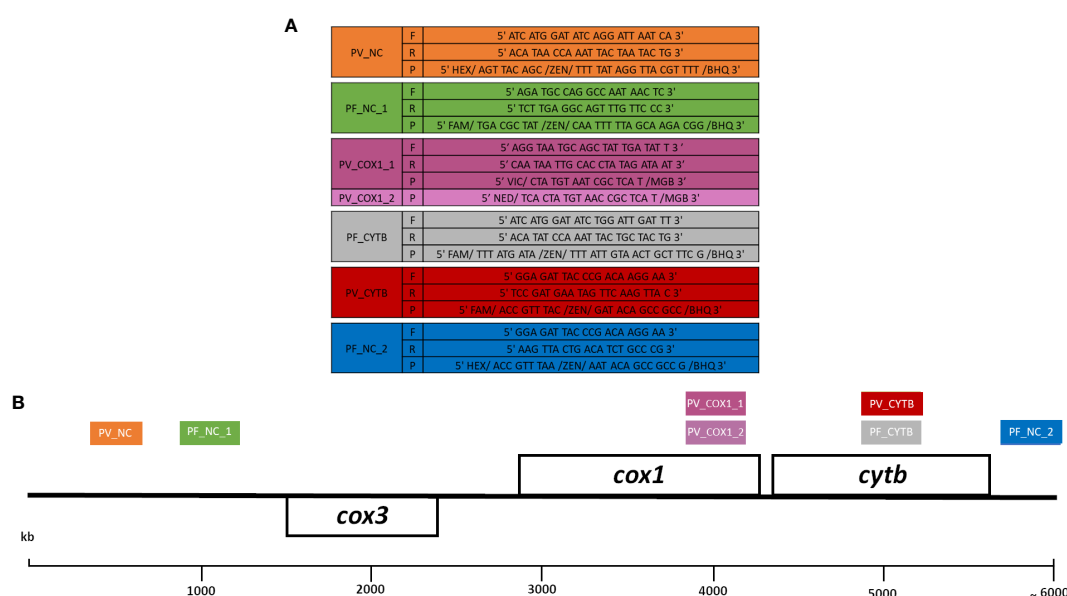 A
PV_NC F 5' ATC ATG GAT ATC AGG ATT AAT CA 3'
R 5' ACA TAA CCA AAT TAC TAA TAC TG 3'
P 5' HEX/ AGT TAC AGC /ZEN/ TTT TAT AGG TTA CGT TTT /BHQ 3'
PF_NC_1 F 5' AGA TGC CAG GCC AAT AAC TC 3'
R 5' TCT TGA GGC AGT TTG TTC CC 3'
P 5' FAM/ TGA CGC TAT /ZEN/ CAA TTT TTA GCA AGA CGG /BHQ 3'
PV_COX1_1 F 5' AGG TAA TGC AGC TAT TGA TAT T 3 '
R 5' CAA TAA TTG CAC CTA TAG ATA AT 3'
P 5' VIC/ CTA TGT AAT CGC TCA T /MGB 3'
PV_COX1_2 P 5' NED/ TCA CTA TGT AAC CGC TCA T /MGB 3'
PF_CYTB F 5' ATC ATG GAT ATC TGG ATT GAT TT 3'
R 5' ACA TAT CCA AAT TAC TGC TAC TG 3'
P 5' FAM/ TTT ATG ATA /ZEN/ TTT ATT GTA ACT GCT TTC G /BHQ 3'
PV_CYTB F 5' GGA GAT TAC CCG ACA AGG AA 3'
R 5' TCC GAT GAA TAG TTC AAG TTA C 3'
P 5' FAM/ ACC GTT TAC /ZEN/ GAT ACA GCC GCC /BHQ 3'
PF_NC_2 F 5' GGA GAT TAC CCG ACA AGG AA 3'
R 5' AAG TTA CTG ACA TCT GCC CG 3'
P 5' HEX/ ACC GTT TAA /ZEN/ AAT ACA GCC GCC G /BHQ 3'
B
PV_COX1_1 PV_CYTB
PV_NC PF_NC_1 PV_COX1_2 PF_CYTB PF_NC_2
cox1 cytb
cox3
kb
1000 2000 3000 4000 5000 ~ 6000